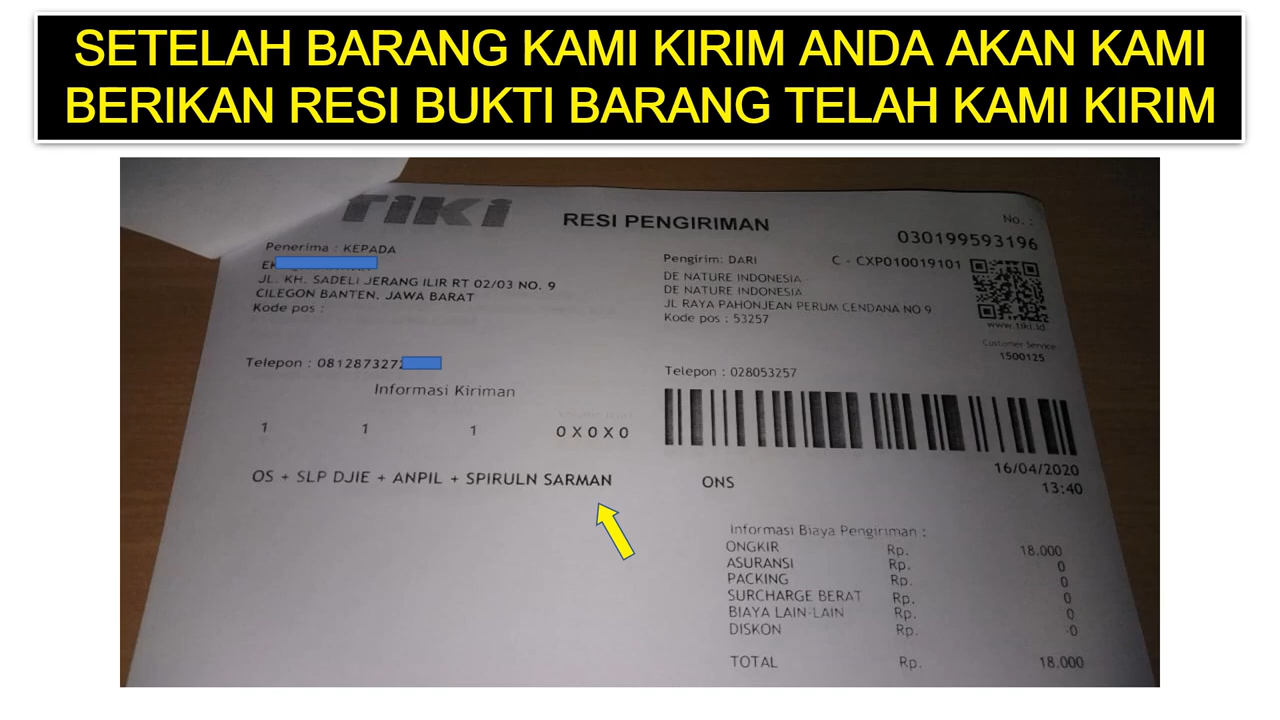 SETELAH BARANG KAMI KIRIM ANDA AKAN KAMI
BERIKAN RESI BUKTI BARANG TELAH KAMI KIRIM
TIKI
RESI PENGIRIMAN
No. :
030199593196
Penerima : KEPADA
JL. KH. SADELI JERANG ILIR RT 02/03 NO. 9
CILEGON BANTEN, JAWA BARAT
Kode pos :
Pengirim: DARI
C - CXP010019101
DE NATURE INDONESIA
DE NATURE INDONESIA
JL RAYA PAHONJEAN PERUM CENDANA NO 9
Kode pos : 53257
www.tiki.id
Customer Service
1500125
Telepon : 0812873272
Telepon : 028053257
Informasi Kiriman
1 1 1 0 X 0 X 0
OS + SLP DJIE + ANPIL + SPIRULN SARMAN
16/04/2020
13:40
ONS
Informasi Biaya Pengiriman :
ONGKIR Rp. 18.000
ASURANSI Rp. 0
PACKING Rp. 0
SURCHARGE BERAT Rp. 0
BIAYA LAIN-LAIN Rp. 0
DISKON Rp. -0
TOTAL Rp. 18.000